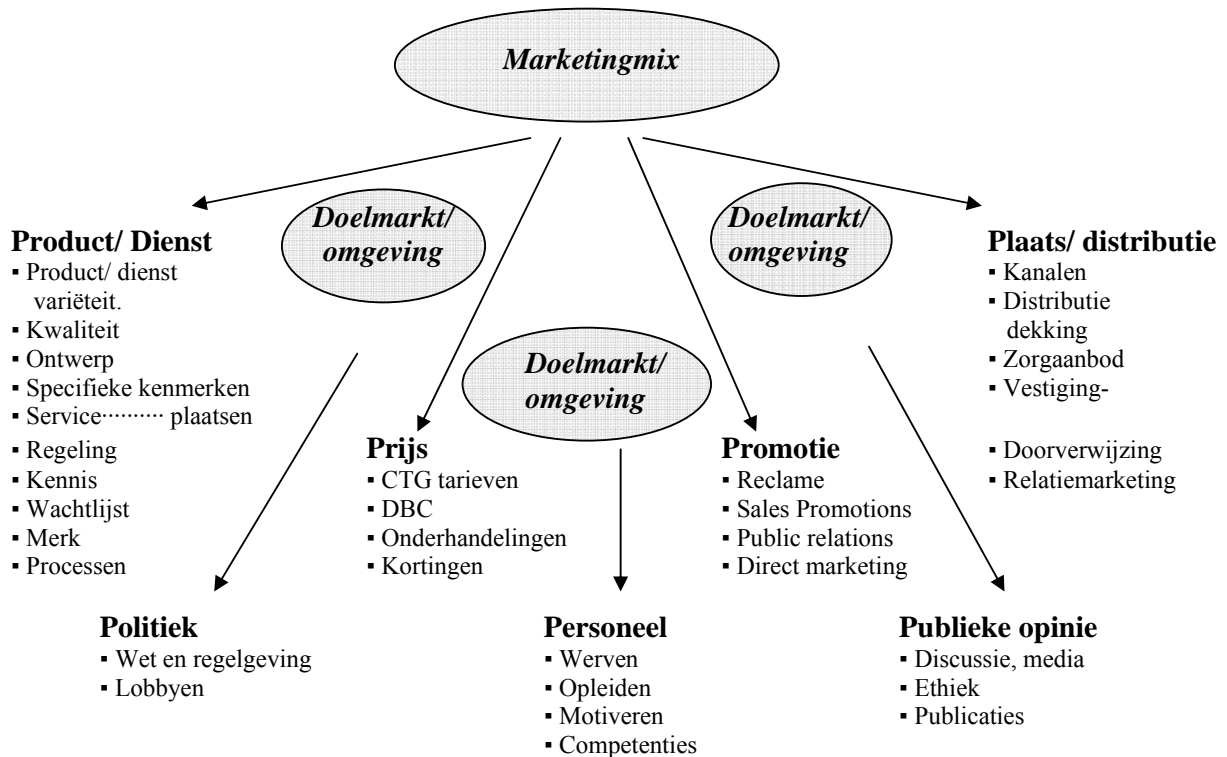 Marketingmix
Doelmarkt/
omgeving
Doelmarkt/
omgeving
Doelmarkt/
omgeving
Product/ Dienst
▪ Product/ dienst
variëteit.
▪ Kwaliteit
▪ Ontwerp
▪ Specifieke kenmerken
▪ Service·········· plaatsen
▪ Regeling
▪ Kennis
▪ Wachtlijst
▪ Merk
▪ Processen
Prijs
▪ CTG tarieven
▪ DBC
▪ Onderhandelingen
▪ Kortingen
Promotie
▪ Reclame
▪ Sales Promotions
▪ Public relations
▪ Direct marketing
Plaats/ distributie
▪ Kanalen
▪ Distributie
dekking
▪ Zorgaanbod
▪ Vestiging-
▪ Doorverwijzing
▪ Relatiemarketing
Politiek
▪ Wet en regelgeving
▪ Lobbyen
Personeel
▪ Werven
▪ Opleiden
▪ Motiveren
▪ Competenties
Publieke opinie
▪ Discussie, media
▪ Ethiek
▪ Publicaties